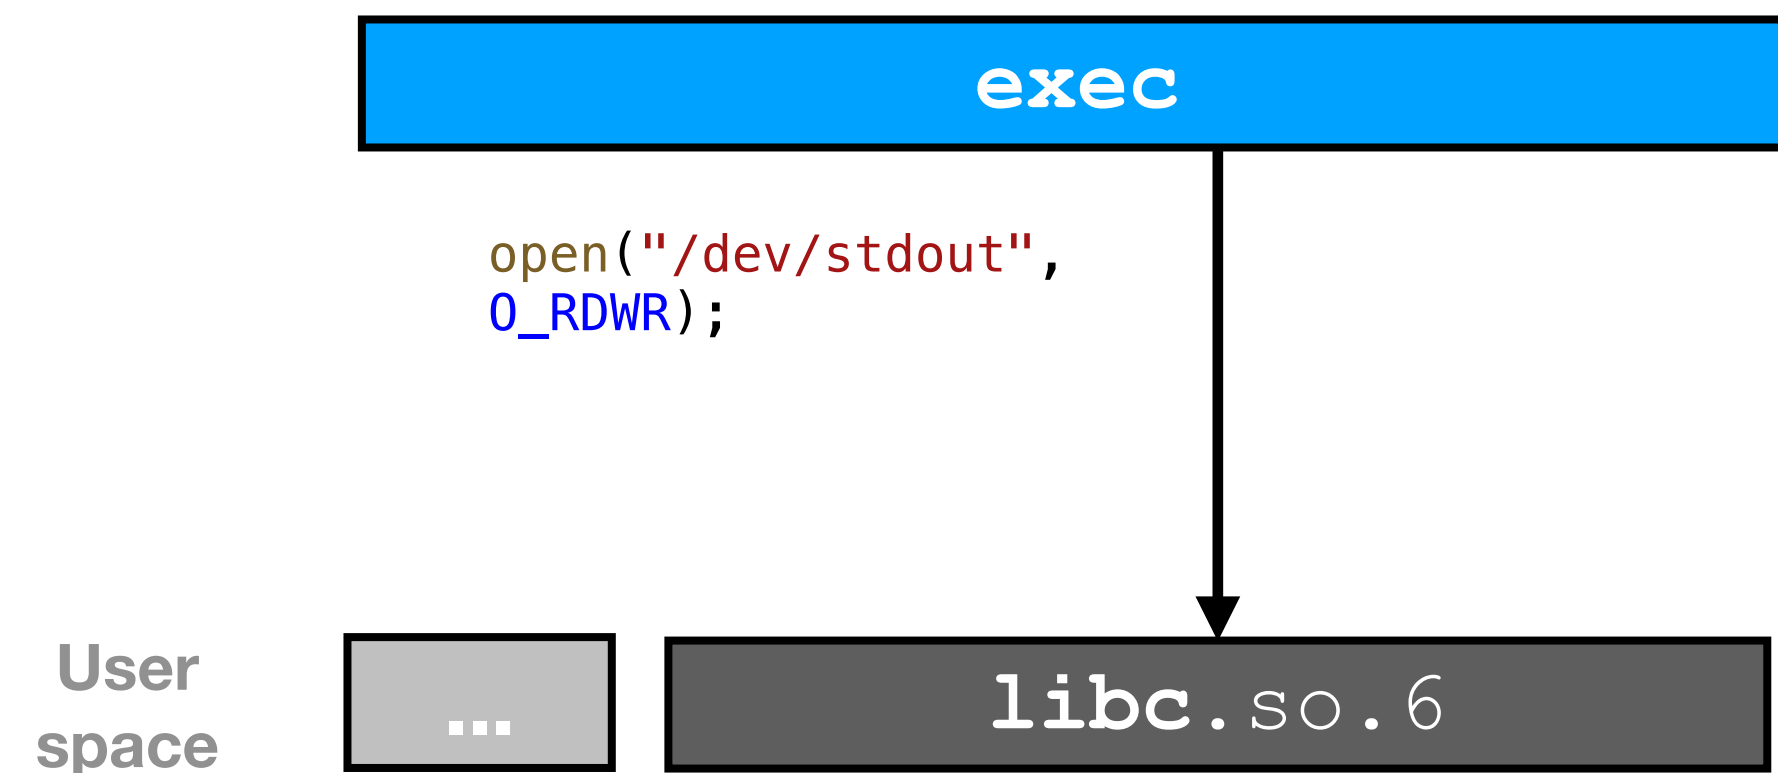 exec
open("/dev/stdout",
O_RDWR);
User
space
...
libc.so.6